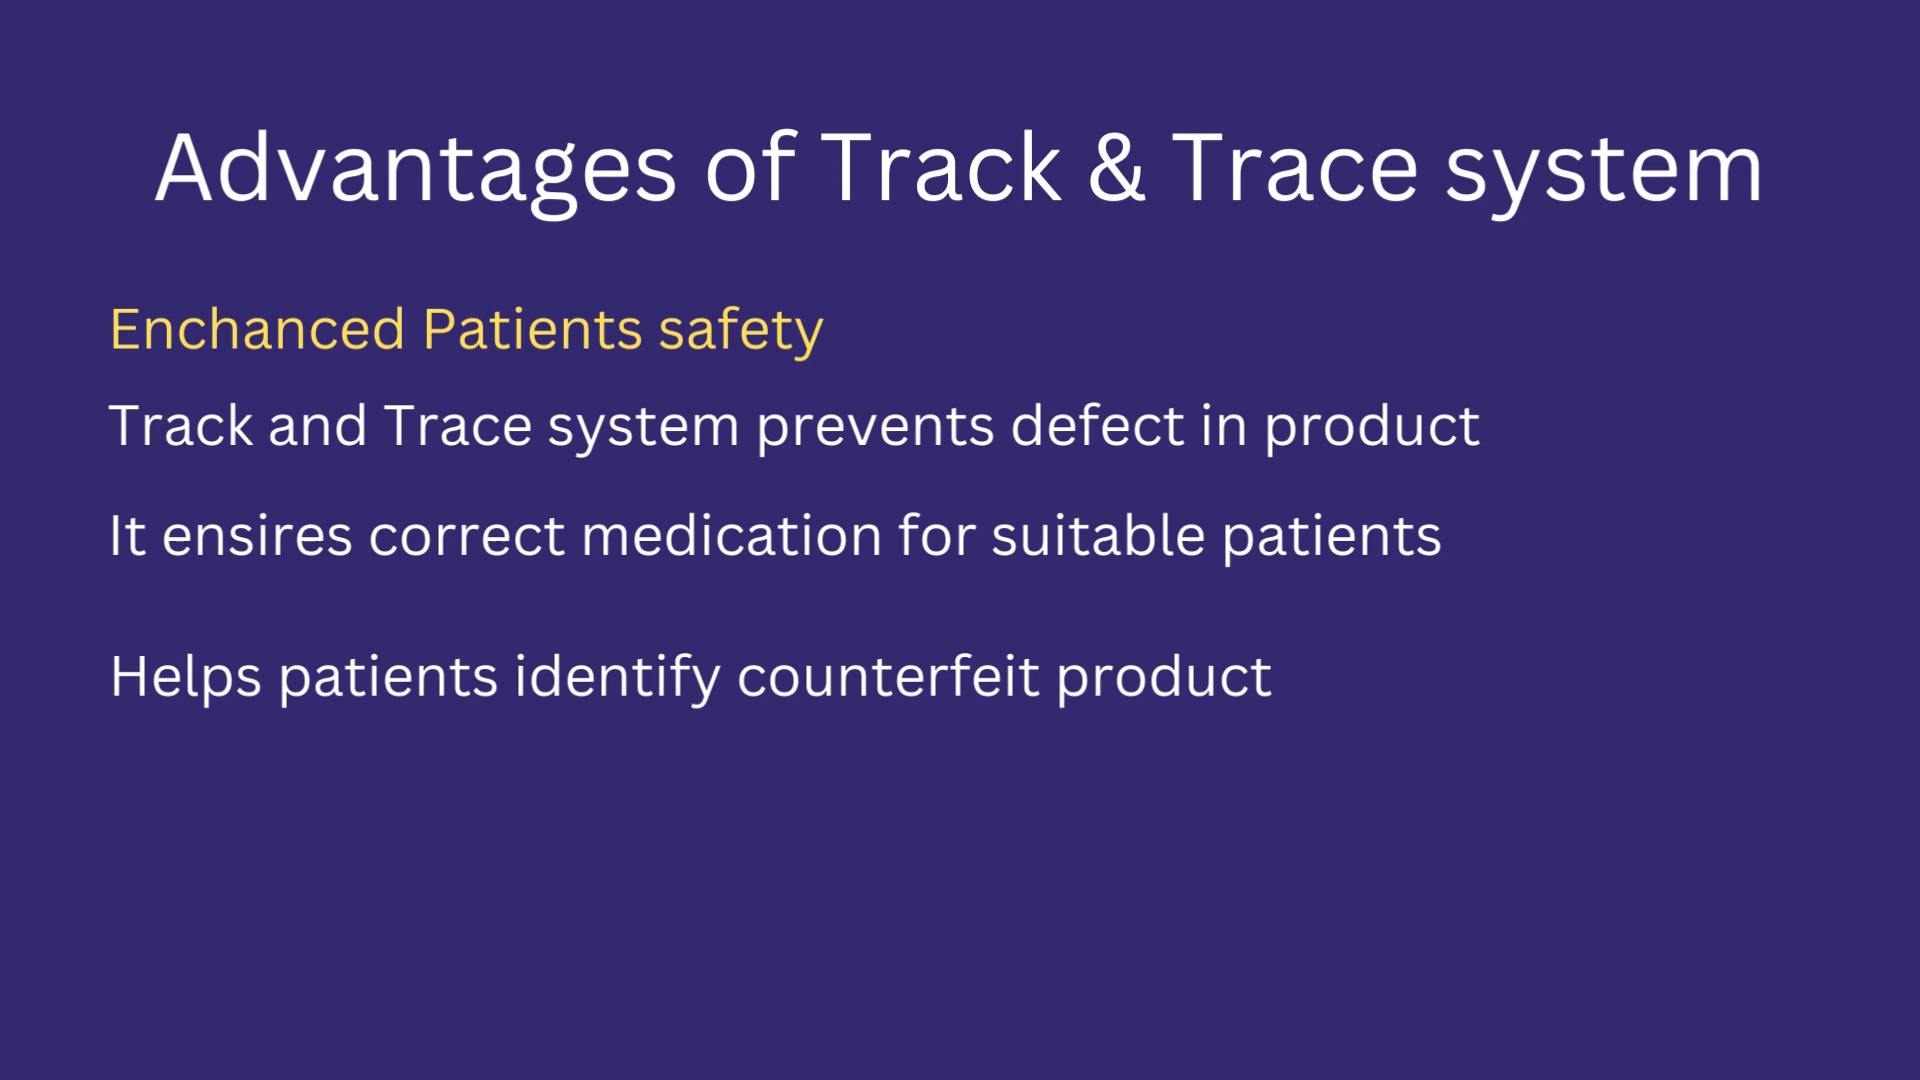 Advantages of Track & Trace system
Enchanced Patients safety
Track and Trace system prevents defect in product
It ensires correct medication for suitable patients
Helps patients identify counterfeit product